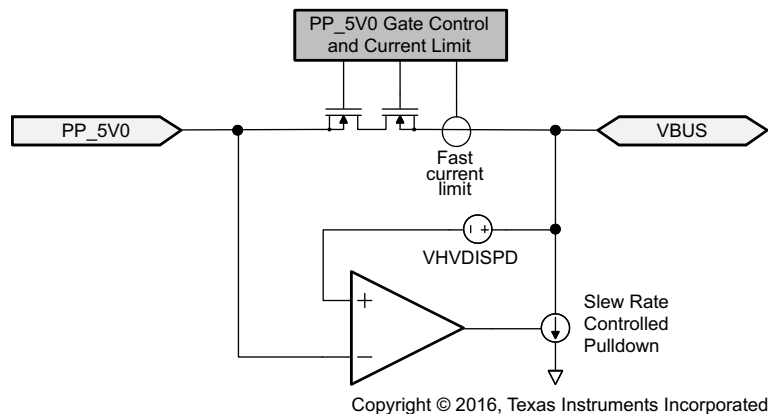 PP_5V0 Gate Control
and Current Limit
PP_5V0
VBUS
Fast
current
limit
VHVDISPD
Slew Rate
Controlled
Pulldown
Copyright © 2016, Texas Instruments Incorporated